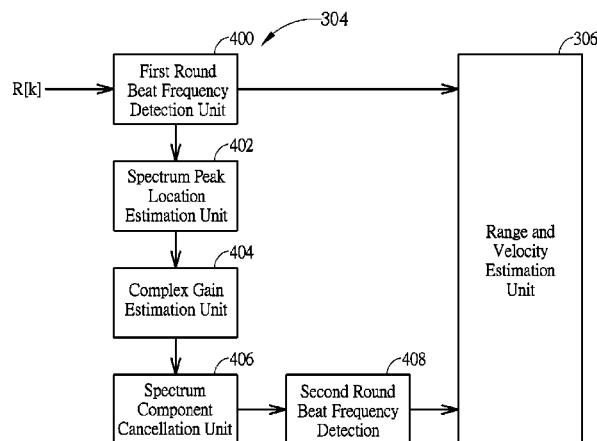 400
304
306
R[k]
First Round
Beat Frequency
Detection Unit
402
Spectrum Peak
Location
Estimation Unit
404
Complex Gain
Estimation Unit
Range and
Velocity
Estimation
Unit
406
408
Spectrum
Component
Cancellation Unit
Second Round
Beat Frequency
Detection